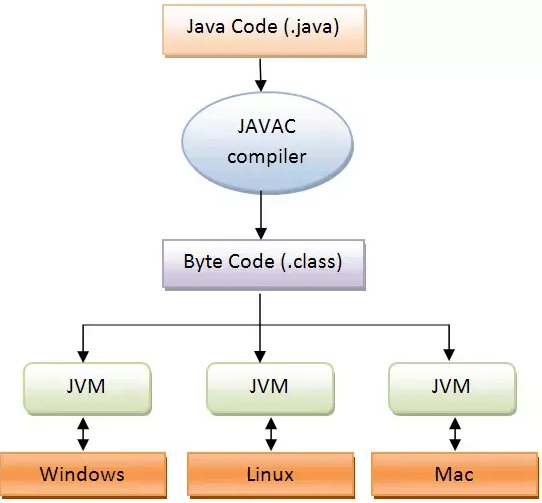 Java Code (.java)
JAVAC
compiler
Byte Code (.class)
JVM
JVM
JVM
Windows
Linux
Mac